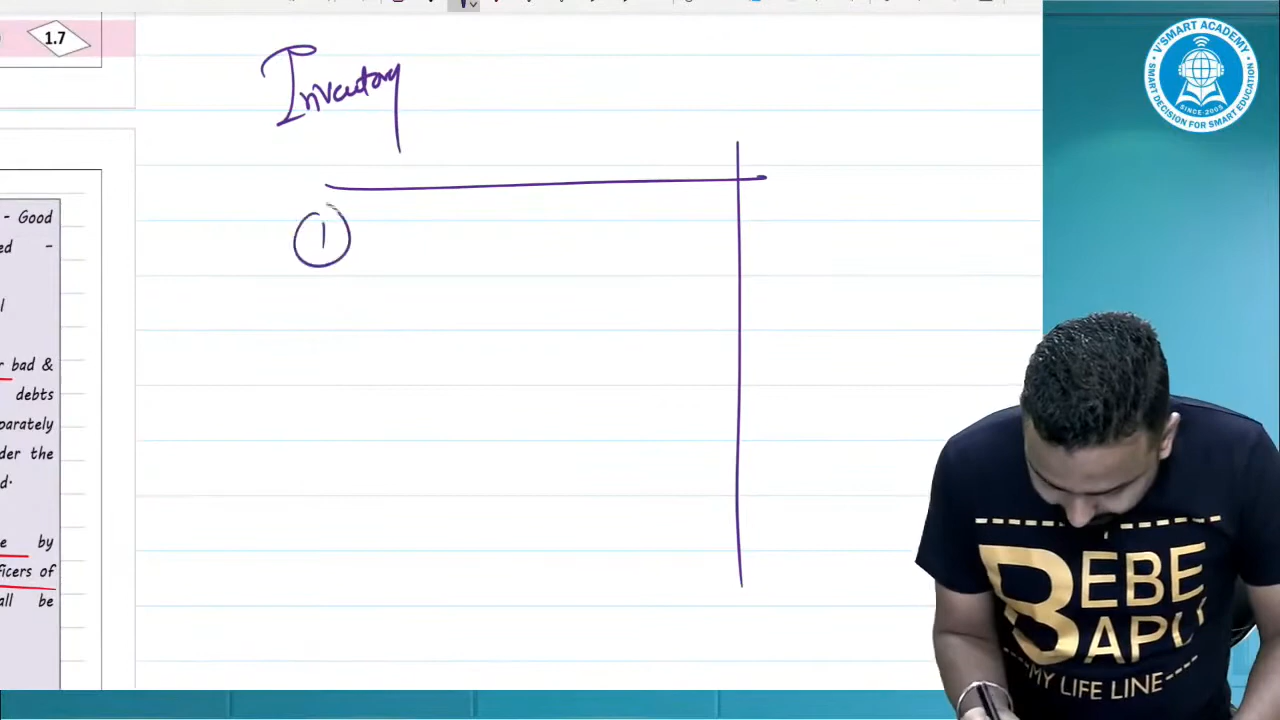 1.7
Inventory
- Good
ed -
l
r bad &
debts
parately
der the
d.
e by
ficers of
all be
1
V'SMART ACADEMY
SINCE-2005
SMART DECISION FOR SMART EDUCATION
BEBE
BAPU
MY LIFE LINE